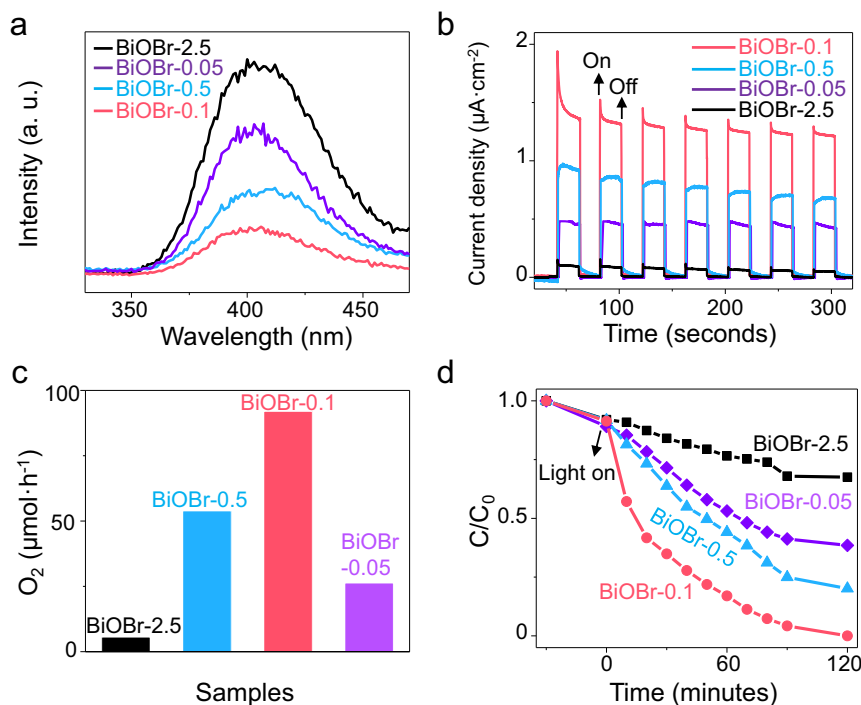 a
BiOBr-2.5
BiOBr-0.05
BiOBr-0.5
BiOBr-0.1
Intensity (a. u.)
350
400
450
Wavelength (nm)
b
BiOBr-0.1
BiOBr-0.5
BiOBr-0.05
BiOBr-2.5
On
Off
Current density (μA·cm⁻²)
2
1
0
100
200
300
Time (seconds)
c
O₂ (μmol·h⁻¹)
100
50
0
BiOBr-2.5
BiOBr-0.5
BiOBr-0.1
BiOBr
-0.05
Samples
d
C/C₀
1.0
0.5
0
Light on
BiOBr-2.5
BiOBr-0.05
BiOBr-0.5
BiOBr-0.1
0
60
120
Time (minutes)